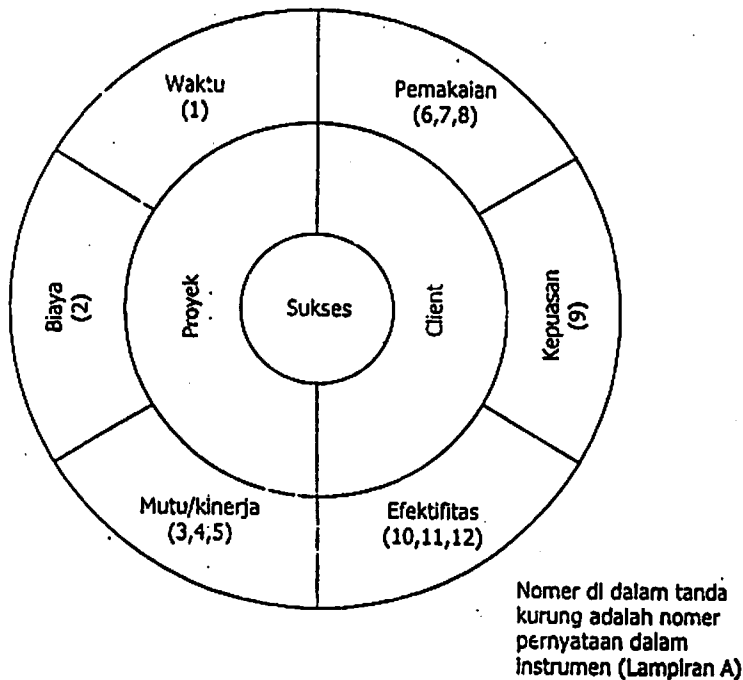 Waktu
(1)
Pemakaian
(6,7,8)
Biaya
(2)
Proyek
Sukses
Client
Kepuasan
(9)
Mutu/kinerja
(3,4,5)
Efektifitas
(10,11,12)
Nomer di dalam tanda
kurung adalah nomer
pernyataan dalam
instrumen (Lampiran A)